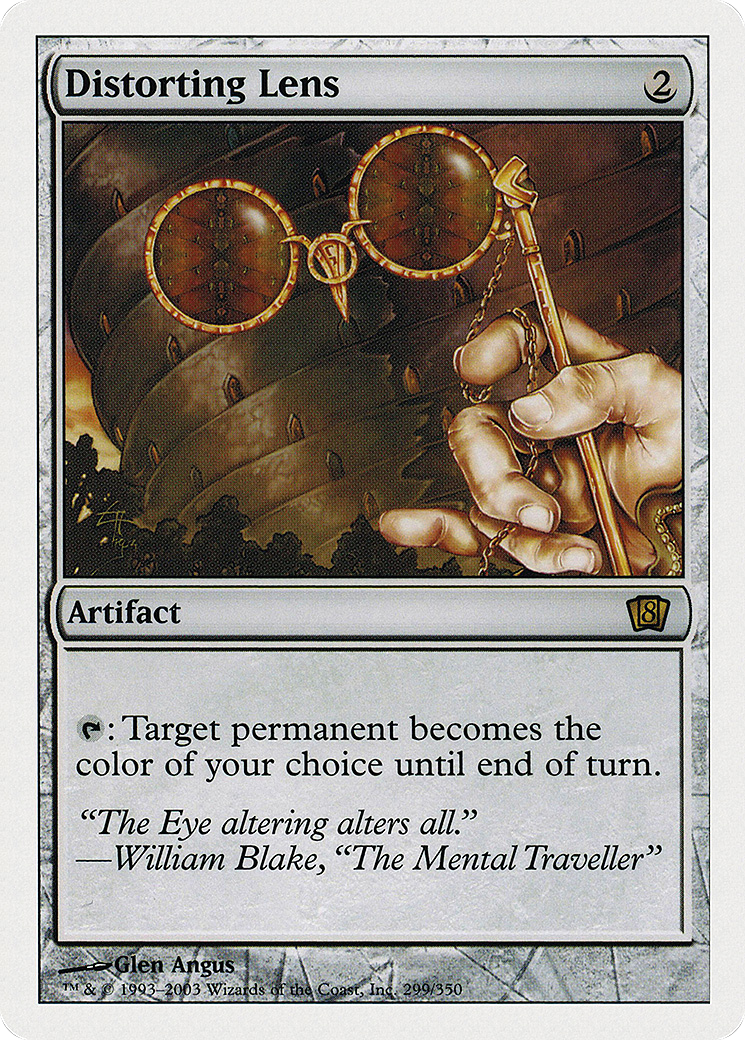 Distorting Lens
2
Artifact
8
: Target permanent becomes the
color of your choice until end of turn.
“The Eye altering alters all.”
—William Blake, “The Mental Traveller”
Glen Angus
™ & © 1993–2003 Wizards of the Coast, Inc. 299/350